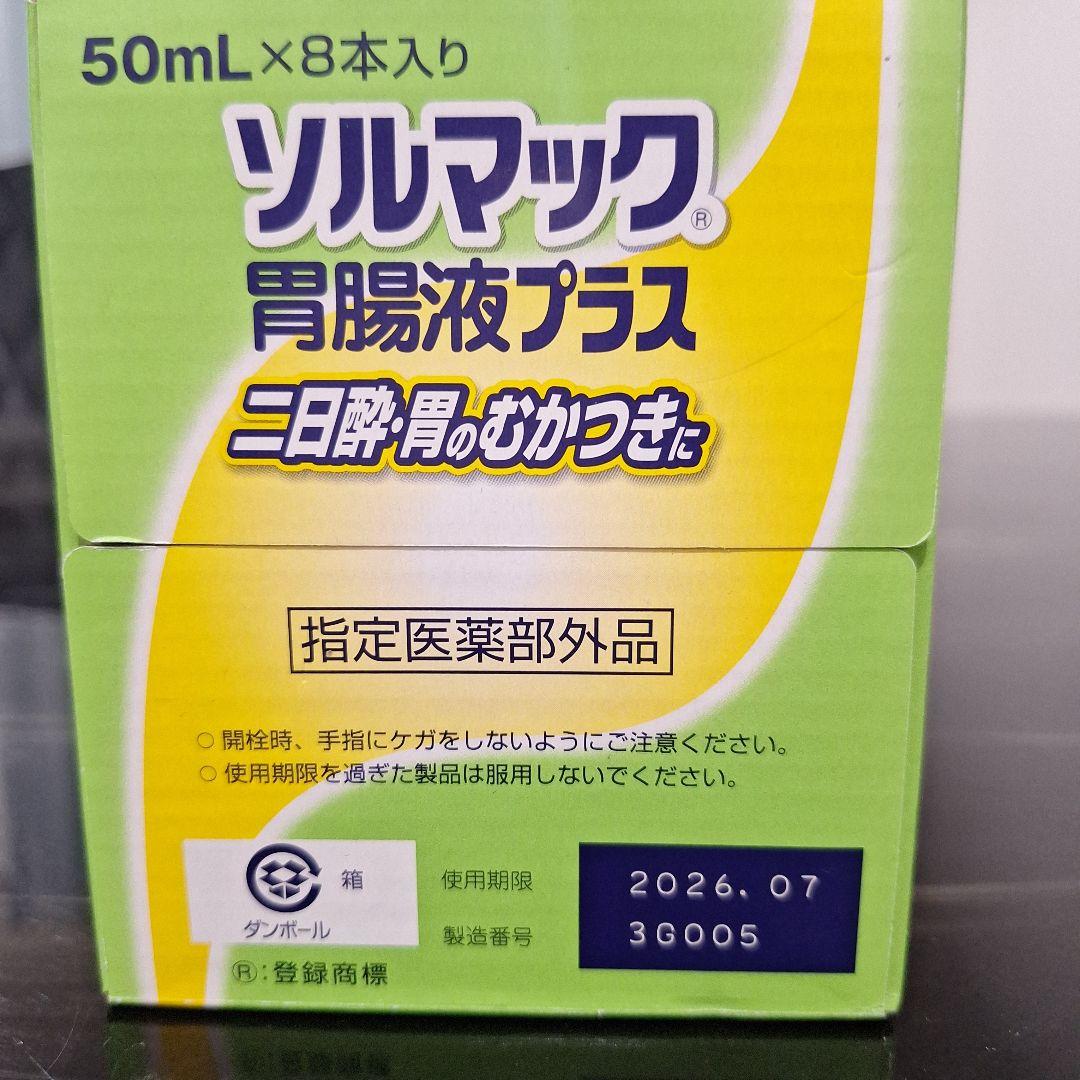 50mL×8本入り
ソルマック®
胃腸液プラス
二日酔・胃のむかつきに
指定医薬部外品
○ 開栓時、手指にケガをしないようにご注意ください。
○ 使用期限を過ぎた製品は服用しないでください。
箱
ダンボール
使用期限 2026.07
製造番号 3G005
®:登録商標